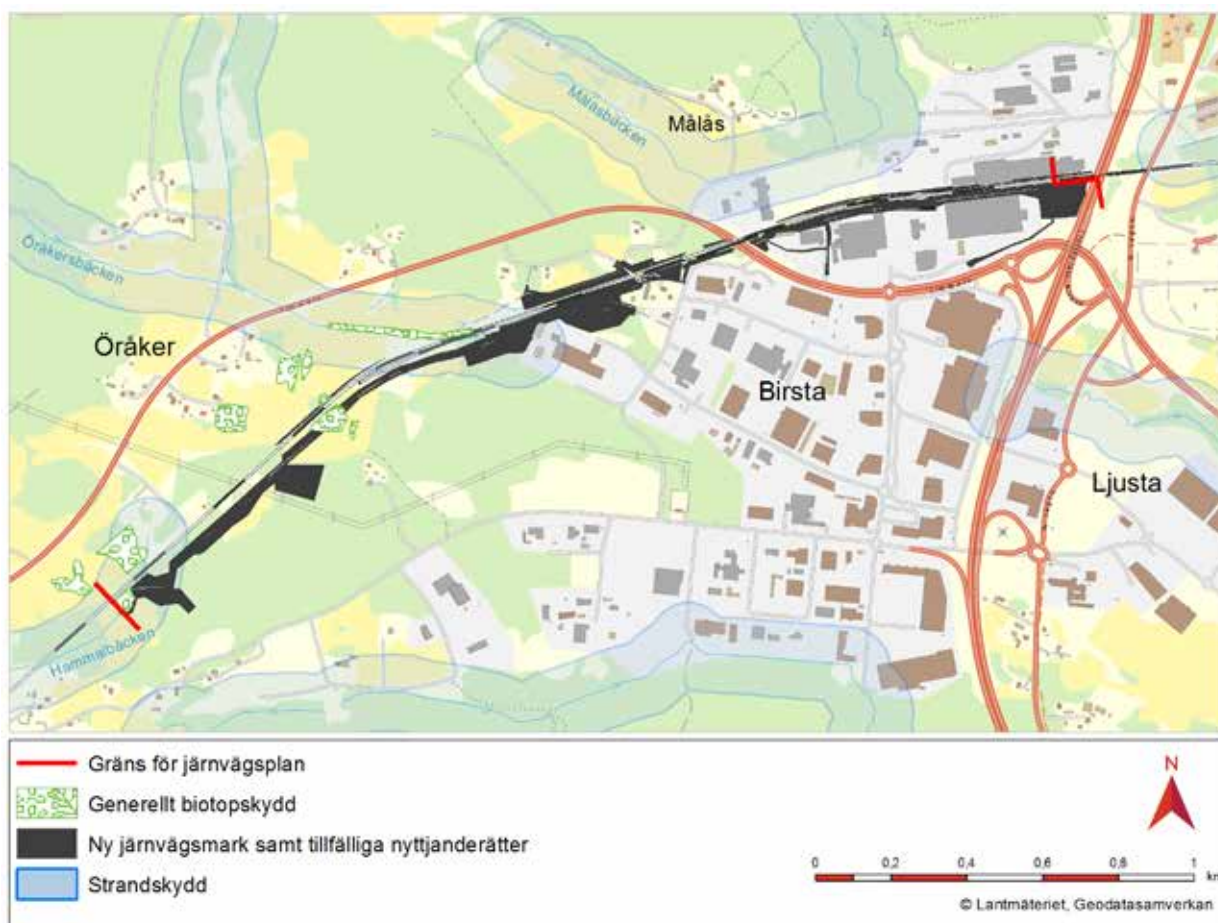 Målås
Målåsbäcken
Öråkersbäcken
Öråker
Birsta
Ljusta
Hammalbäcken
Gräns för järnvägsplan
Generellt biotopskydd
Ny järnvägsmark samt tillfälliga nyttjanderätter
Strandskydd
N
0 0,2 0,4 0,6 0,8 1
km
© Lantmäteriet, Geodatasamverkan